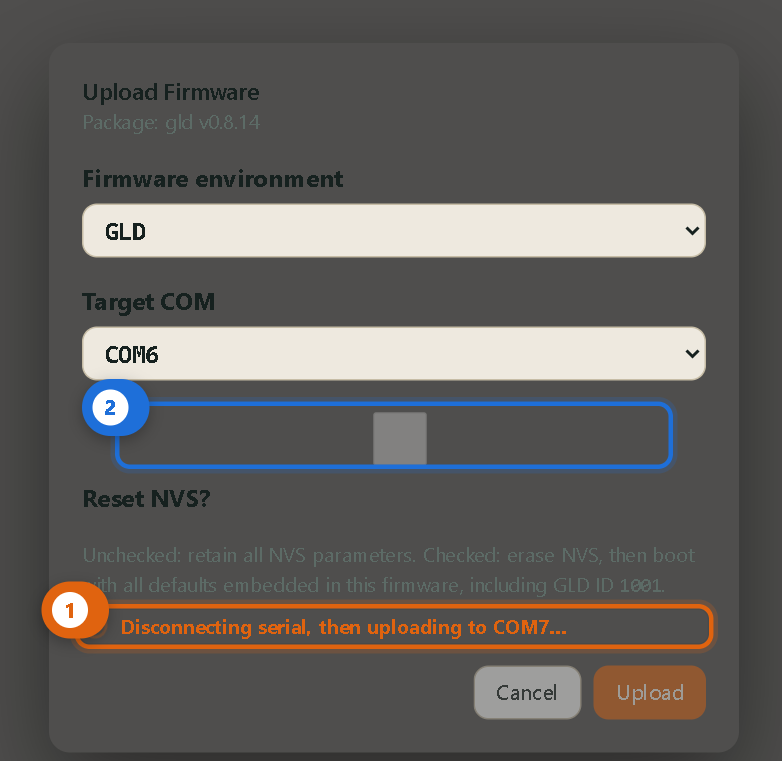 Upload Firmware
Package: gld v0.8.14
Firmware environment
GLD
Target COM
COM6
2
Reset NVS?
Unchecked: retain all NVS parameters. Checked: erase NVS, then boot
with all defaults embedded in this firmware, including GLD ID 1001.
1
Disconnecting serial, then uploading to COM7...
Cancel
Upload